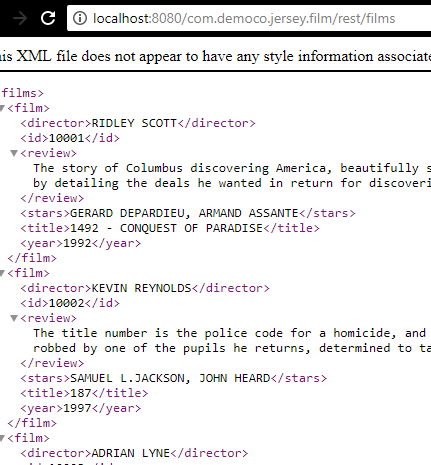 localhost:8080/com.democo.jersey.film/rest/films
his XML file does not appear to have any style information associate
films>
<film>
<director>RIDLEY SCOTT</director>
<id>10001</id>
<review>
The story of Columbus discovering America, beautifully s
by detailing the deals he wanted in return for discoveri
</review>
<stars>GERARD DEPARDIEU, ARMAND ASSANTE</stars>
<title>1492 - CONQUEST OF PARADISE</title>
<year>1992</year>
</film>
<film>
<director>KEVIN REYNOLDS</director>
<id>10002</id>
<review>
The title number is the police code for a homicide, and
robbed by one of the pupils he returns, determined to ta
</review>
<stars>SAMUEL L.JACKSON, JOHN HEARD</stars>
<title>187</title>
<year>1997</year>
</film>
<film>
<director>ADRIAN LYNE</director>